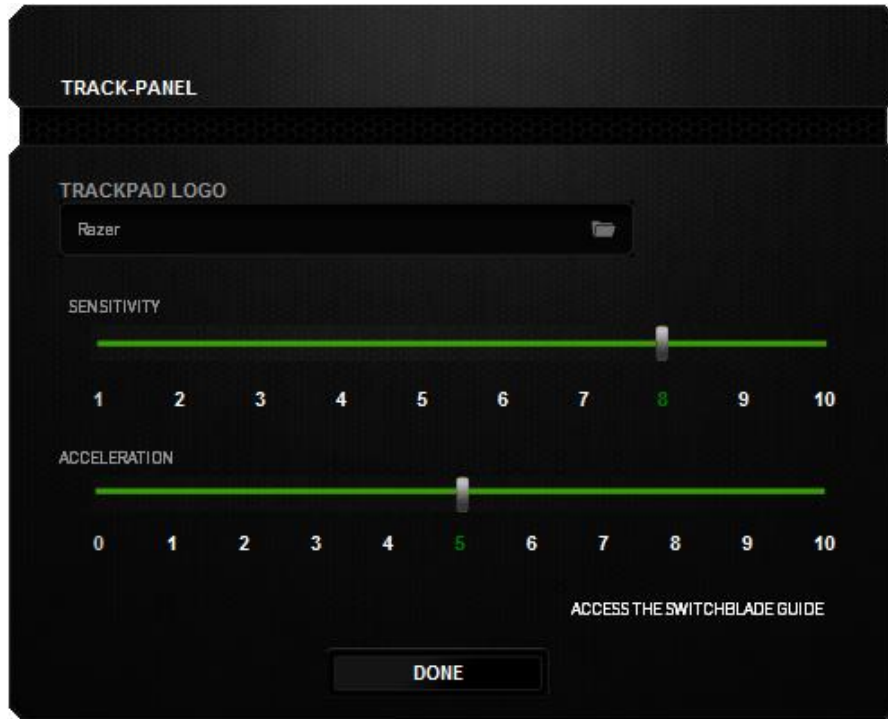 TRACK-PANEL
TRACKPAD LOGO
Razer
SENSITIVITY
1 2 3 4 5 6 7 8 9 10
ACCELERATION
0 1 2 3 4 5 6 7 8 9 10
ACCESS THE SWITCHBLADE GUIDE
DONE